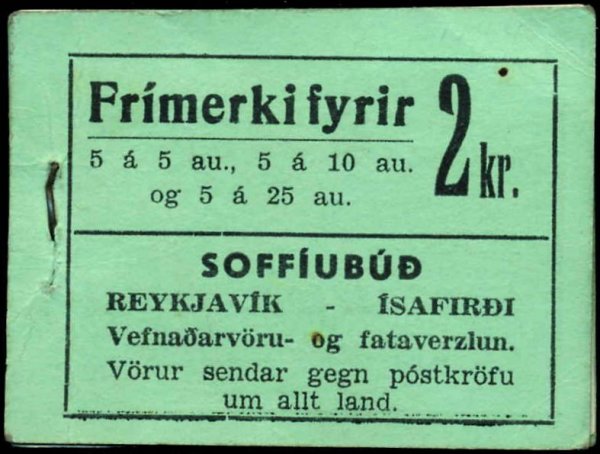 Frímerki fyrir 2 kr.
5 á 5 au., 5 á 10 au.
og 5 á 25 au.
SOFFÍUBÚÐ
REYKJAVÍK - ÍSAFIRÐI
Vefnaðarvöru- og fataverzlun.
Vörur sendar gegn póstkröfu
um allt land.